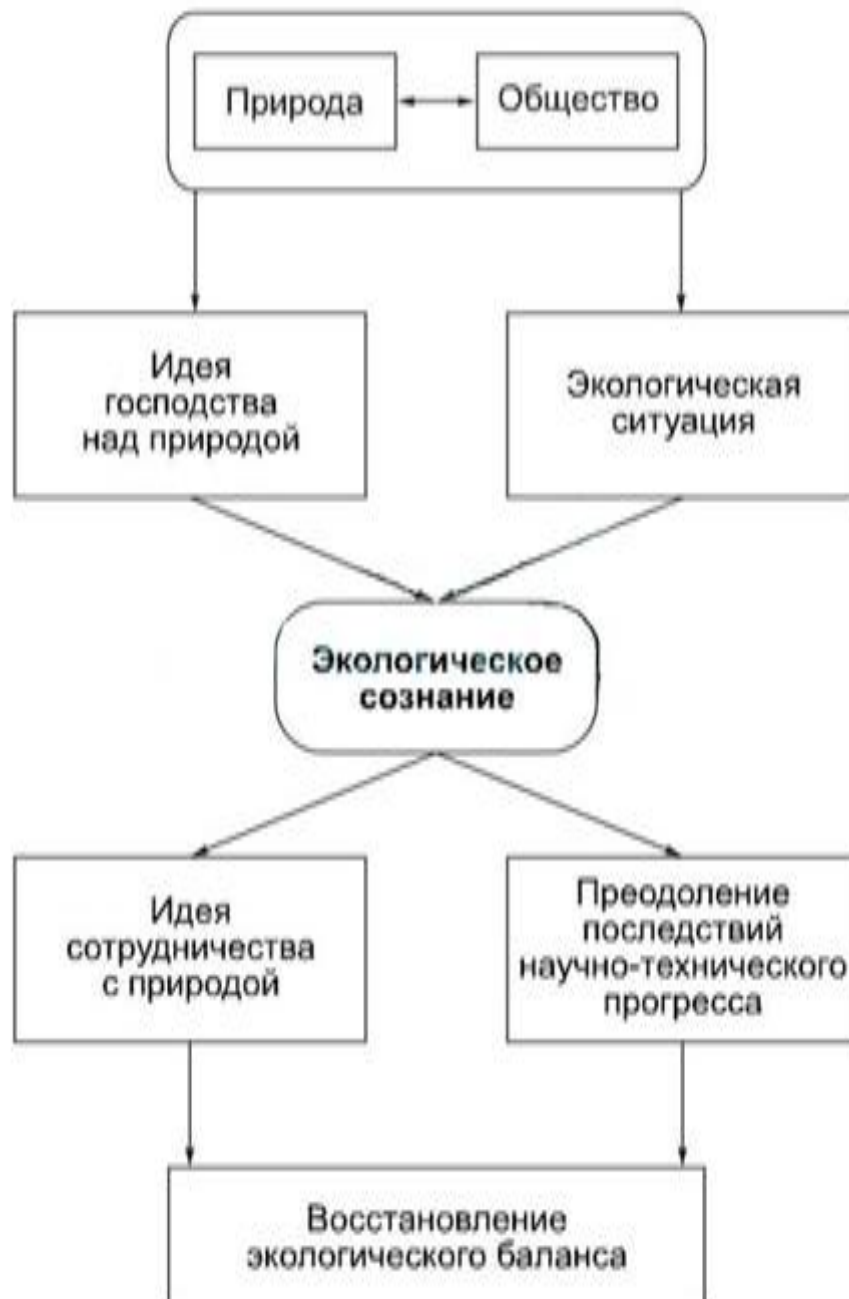 Природа
Общество
Идея
господства
над природой
Экологическая
ситуация
Экологическое
сознание
Идея
сотрудничества
с природой
Преодоление
последствий
научно-технического
прогресса
Восстановление
экологического баланса